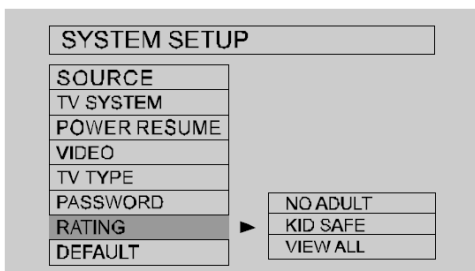 SYSTEM SETUP
SOURCE
TV SYSTEM
POWER RESUME
VIDEO
TV TYPE
PASSWORD
RATING
DEFAULT
NO ADULT
KID SAFE
VIEW ALL